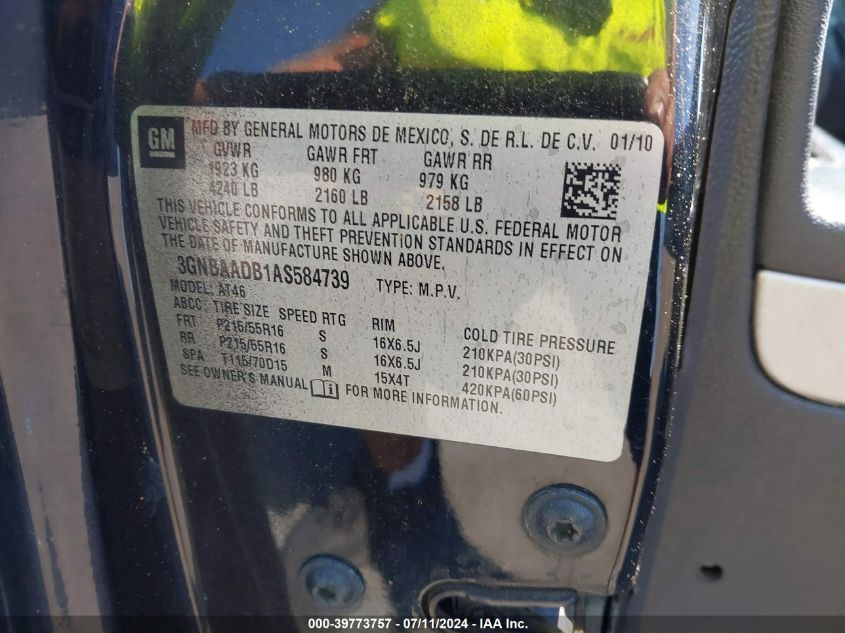 GM
MFD BY GENERAL MOTORS DE MEXICO, S. DE R.L. DE C.V. 01/10
GVWR GAWR FRT GAWR RR
1923 KG 980 KG 979 KG
4240 LB 2160 LB 2158 LB
THIS VEHICLE CONFORMS TO ALL APPLICABLE U.S. FEDERAL MOTOR
VEHICLE SAFETY AND THEFT PREVENTION STANDARDS IN EFFECT ON
THE DATE OF MANUFACTURE SHOWN ABOVE.
3GNBAADB1AS584739 TYPE: M.P.V.
MODEL: AT46
ABCC TIRE SIZE SPEED RTG RIM COLD TIRE PRESSURE
FRT P215/55R16 S 16X6.5J 210KPA(30PSI)
RR P215/55R16 S 16X6.5J 210KPA(30PSI)
SPA T115/70D15 M 15X4T 420KPA(60PSI)
SEE OWNER'S MANUAL i FOR MORE INFORMATION.
000-39773757 - 07/11/2024 - IAAI, Inc.